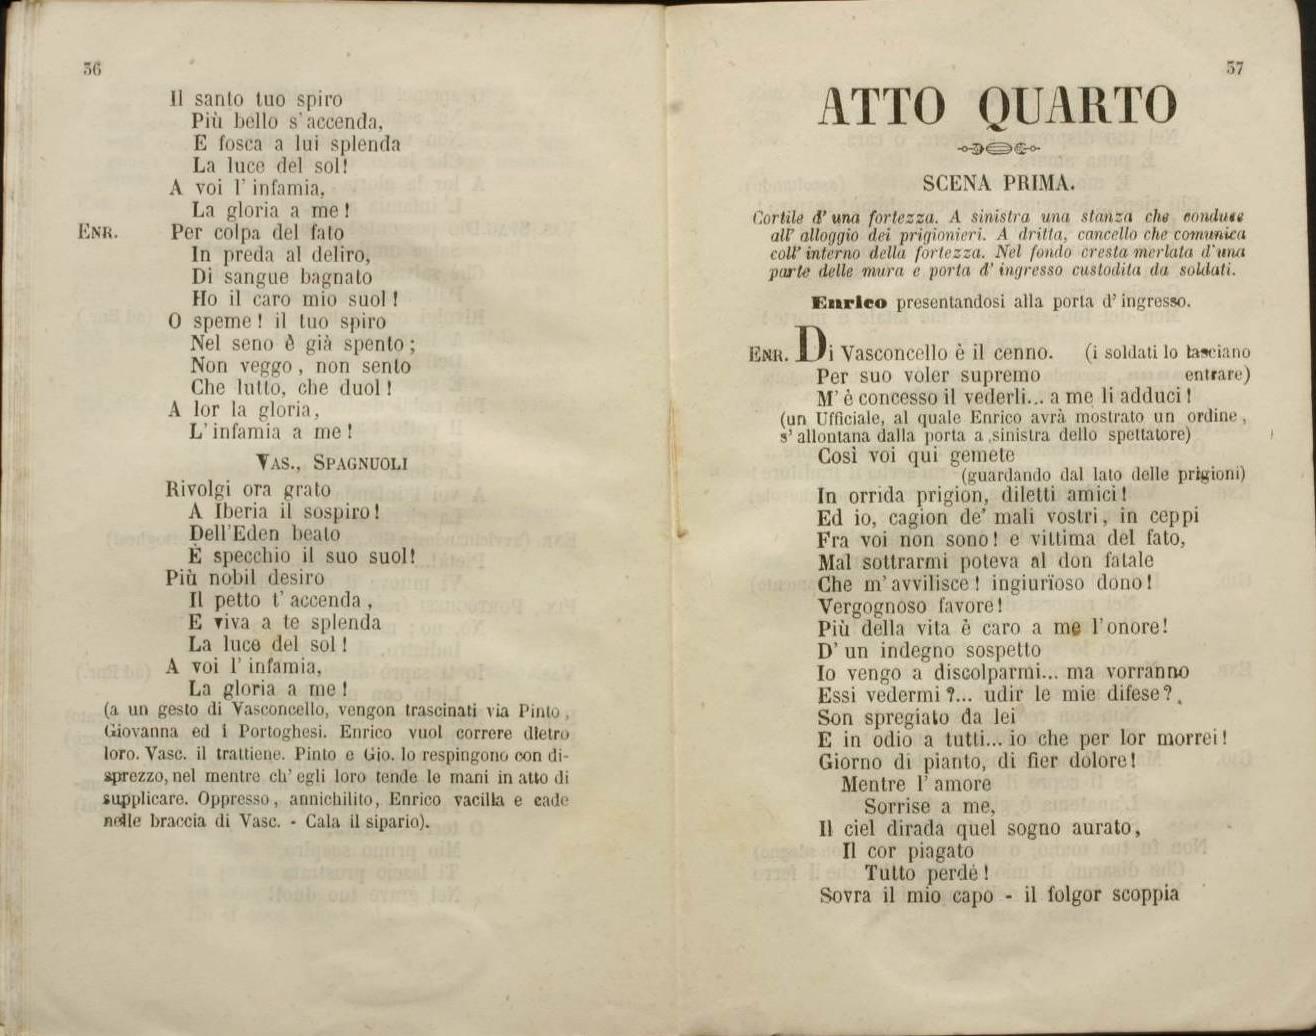 36
Il santo tuo spiro
Più bello s'accenda,
E fosca a lui splenda
La luce del sol!
A voi l'infamia,
La gloria a me!
ENR. Per colpa del fato
In preda al deliro,
Di sangue bagnato
Ho il caro mio suol!
O speme! il tuo spiro
Nel seno è già spento;
Non veggo, non sento
Che lutto, che duol!
A lor la gloria,
L'infamia a me!
VAS., SPAGNUOLI
Rivolgi ora grato
A Iberia il sospiro!
Dell'Eden beato
È specchio il suo suol!
Più nobil desiro
Il petto t'accenda,
E viva a te splenda
La luce del sol!
A voi l'infamia,
La gloria a me!
(a un gesto di Vasconcello, vengon trascinati via Pinto,
Giovanna ed i Portoghesi. Enrico vuol correre dietro
loro. Vasc. il trattiene. Pinto e Gio. lo respingono con di-
sprezzo, nel mentre ch'egli loro tende le mani in atto di
supplicare. Oppresso, annichilito, Enrico vacilla e cade
nelle braccia di Vasc. - Cala il sipario).
37
ATTO QUARTO
SCENA PRIMA.
Cortile d'una fortezza. A sinistra una stanza che conduce
all'alloggio dei prigionieri. A dritta, cancello che comunica
coll'interno della fortezza. Nel fondo cresta merlata d'una
parte delle mura e porta d'ingresso custodita da soldati.
Enrico presentandosi alla porta d'ingresso.
ENR. Di Vasconcello è il cenno. (i soldati lo lasciano
Per suo voler supremo entrare)
M'è concesso il vederli... a me li adduci!
(un Ufficiale, al quale Enrico avrà mostrato un ordine,
s'allontana dalla porta a sinistra dello spettatore)
Così voi qui gemete
(guardando dal lato delle prigioni)
In orrida prigion, diletti amici!
Ed io, cagion de' mali vostri, in ceppi
Fra voi non sono! e vittima del fato,
Mal sottrarmi poteva al don fatale
Che m'avvilisce! ingiurïoso dono!
Vergognoso favore!
Più della vita è caro a me l'onore!
D'un indegno sospetto
Io vengo a discolparmi... ma vorranno
Essi vedermi?... udir le mie difese?
Son spregiato da lei
E in odio a tutti... io che per lor morrei!
Giorno di pianto, di fier dolore!
Mentre l'amore
Sorrise a me,
Il ciel dirada quel sogno aurato,
Il cor piagato
Tutto perdè!
Sovra il mio capo - il folgor scoppia